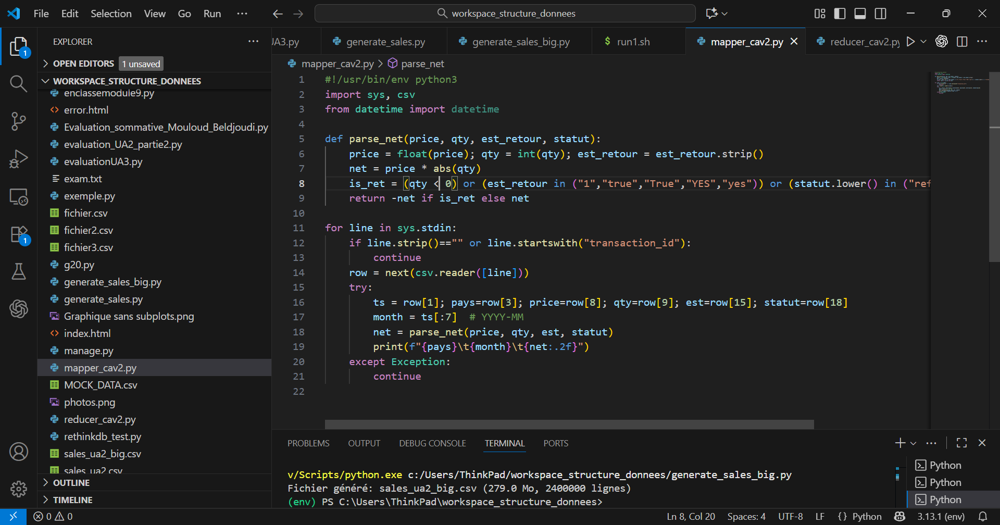 File Edit Selection View Go Run ··· workspace_structure_donnees
EXPLORER ···
OPEN EDITORS 1 unsaved
WORKSPACE_STRUCTURE_DONNEES
enclassemodule9.py
error.html
Evaluation_sommative_Mouloud_Beldjoudi.py
evaluation_UA2_partie2.py
evaluationUA3.py
exam.txt
exemple.py
fichier.csv
fichier2.csv
fichier3.csv
g20.py
generate_sales_big.py
generate_sales.py
Graphique sans subplots.png
index.html
manage.py
mapper_cav2.py
MOCK_DATA.csv
photos.png
reducer_cav2.py
rethinkdb_test.py
sales_ua2_big.csv
sales_ua2.csv
OUTLINE
TIMELINE
1
1
JA3.py generate_sales.py generate_sales_big.py $ run1.sh mapper_cav2.py reducer_cav2.py ···
mapper_cav2.py > parse_net
1 #!/usr/bin/env python3
2 import sys, csv
3 from datetime import datetime
4
5 def parse_net(price, qty, est_retour, statut):
6     price = float(price); qty = int(qty); est_retour = est_retour.strip()
7     net = price * abs(qty)
8     is_ret = (qty < 0) or (est_retour in ("1","true","True","YES","yes")) or (statut.lower() in ("ref
9     return -net if is_ret else net
10
11 for line in sys.stdin:
12     if line.strip()=="" or line.startswith("transaction_id"):
13         continue
14     row = next(csv.reader([line]))
15     try:
16         ts = row[1]; pays=row[3]; price=row[8]; qty=row[9]; est=row[15]; statut=row[18]
17         month = ts[:7]  # YYYY-MM
18         net = parse_net(price, qty, est, statut)
19         print(f"{pays}\t{month}\t{net:.2f}")
20     except Exception:
21         continue
22
PROBLEMS OUTPUT DEBUG CONSOLE TERMINAL PORTS
v/Scripts/python.exe c:/Users/ThinkPad/workspace_structure_donnees/generate_sales_big.py
Fichier généré: sales_ua2_big.csv (279.0 Mo, 2400000 lignes)
(env) PS C:\Users\ThinkPad\workspace_structure_donnees>
Python
Python
Python
0 0 Ln 8, Col 20 Spaces: 4 UTF-8 LF {} Python 3.13.1 (env)